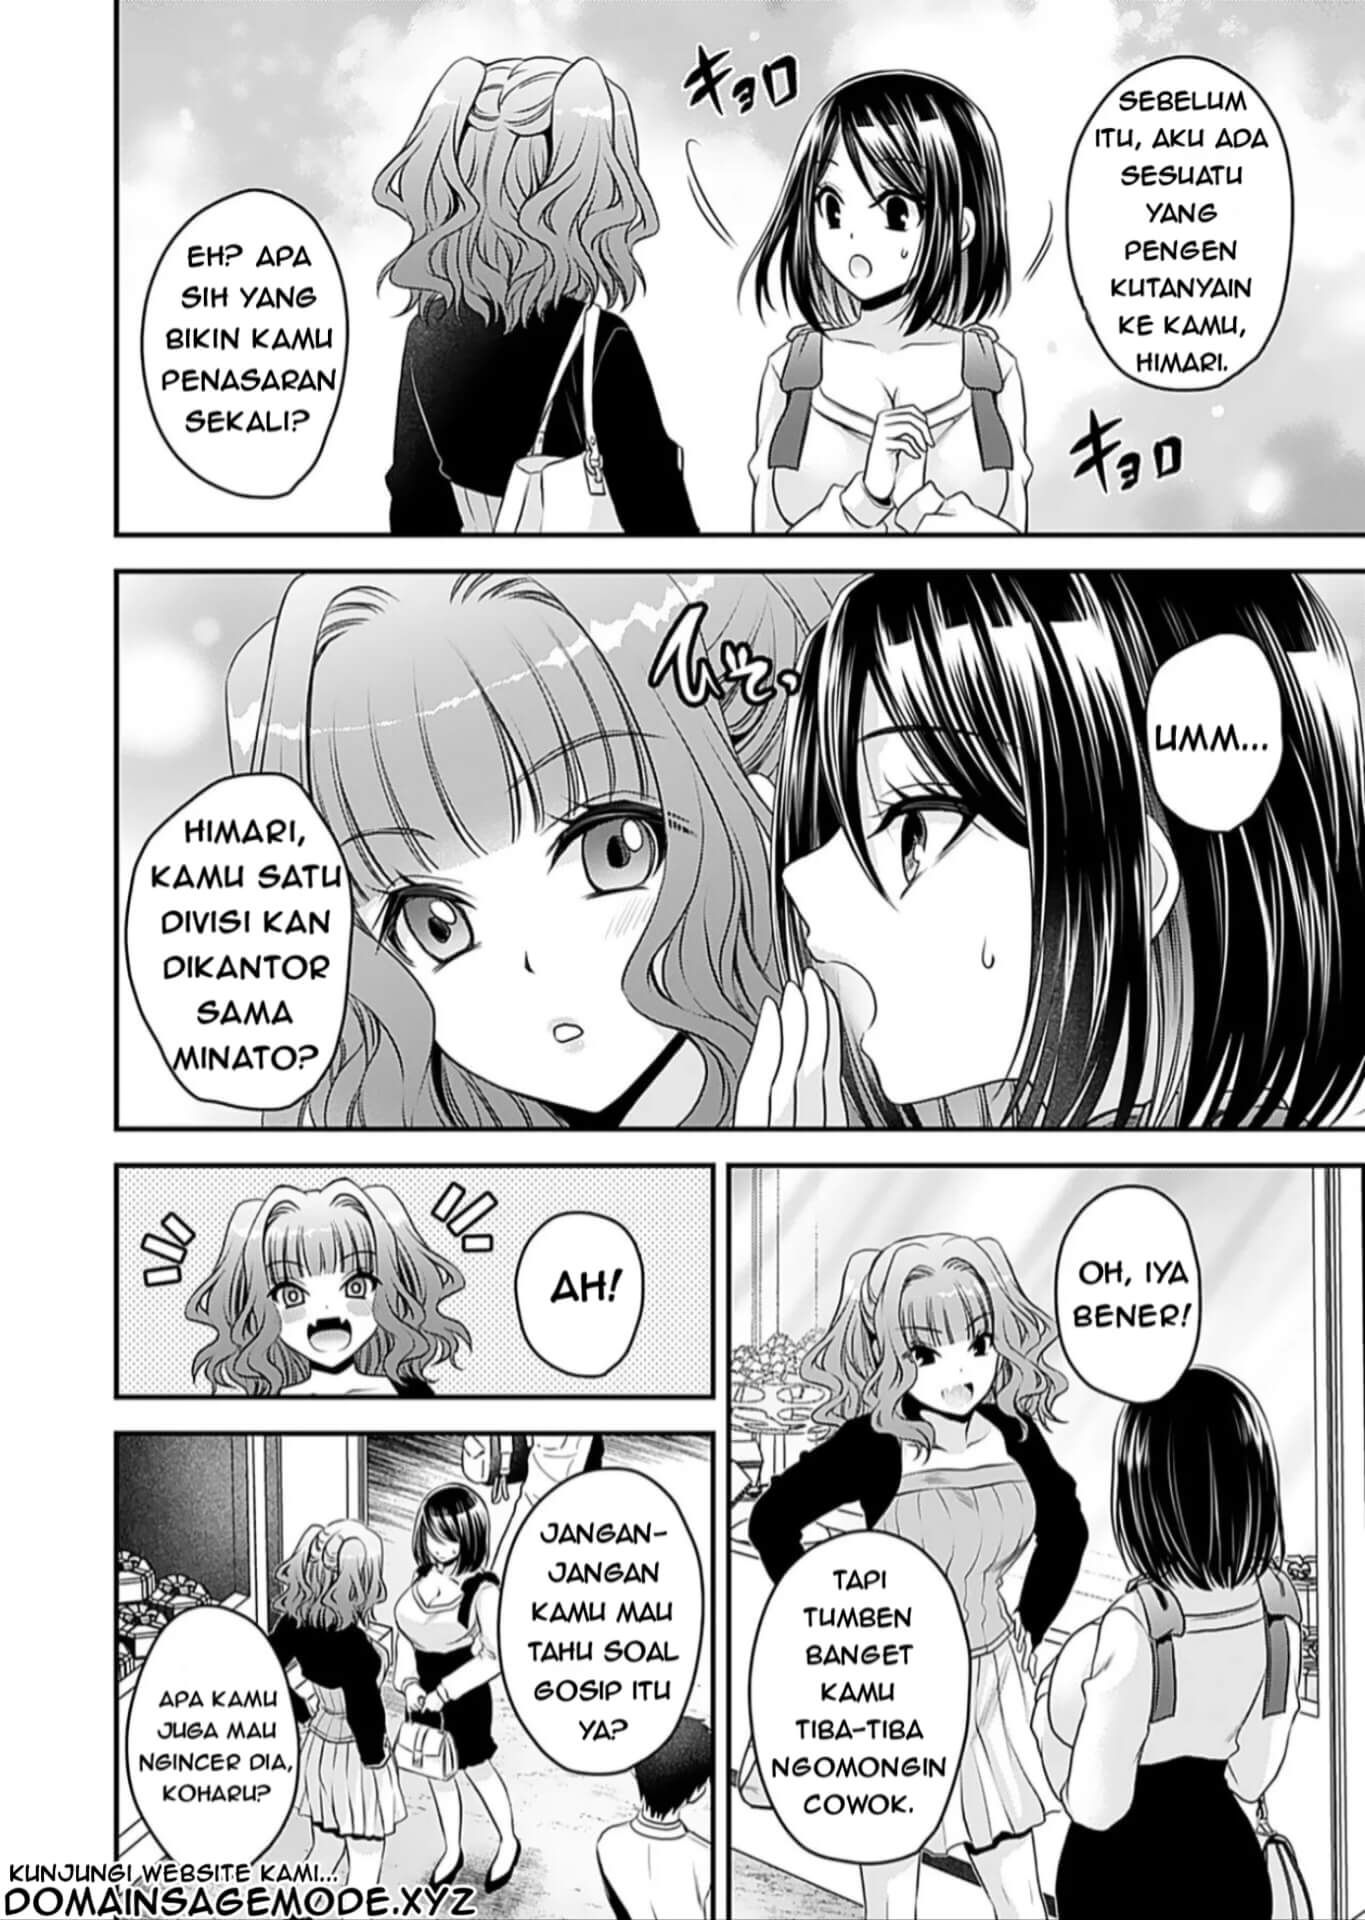 キョロ
SEBELUM
ITU, AKU ADA
SESUATU
YANG
PENGEN
KUTANYAIN
KE KAMU,
HIMARI.
EH? APA
SIH YANG
BIKIN KAMU
PENASARAN
SEKALI?
キョロ
UMM...
ひそっ
HIMARI,
KAMU SATU
DIVISI KAN
DIKANTOR
SAMA
MINATO?
OH, IYA
BENER!
TAPI
TUMBEN
BANGET
KAMU
TIBA-TIBA
NGOMONGIN
COWOK.
AH!
JANGAN-
JANGAN
KAMU MAU
TAHU SOAL
GOSIP ITU
YA?
APA KAMU
JUGA MAU
NGINCER DIA,
KOHARU?
KUNJUNGI WEBSITE KAMI...
DOMAINSAGEMODE.XYZ